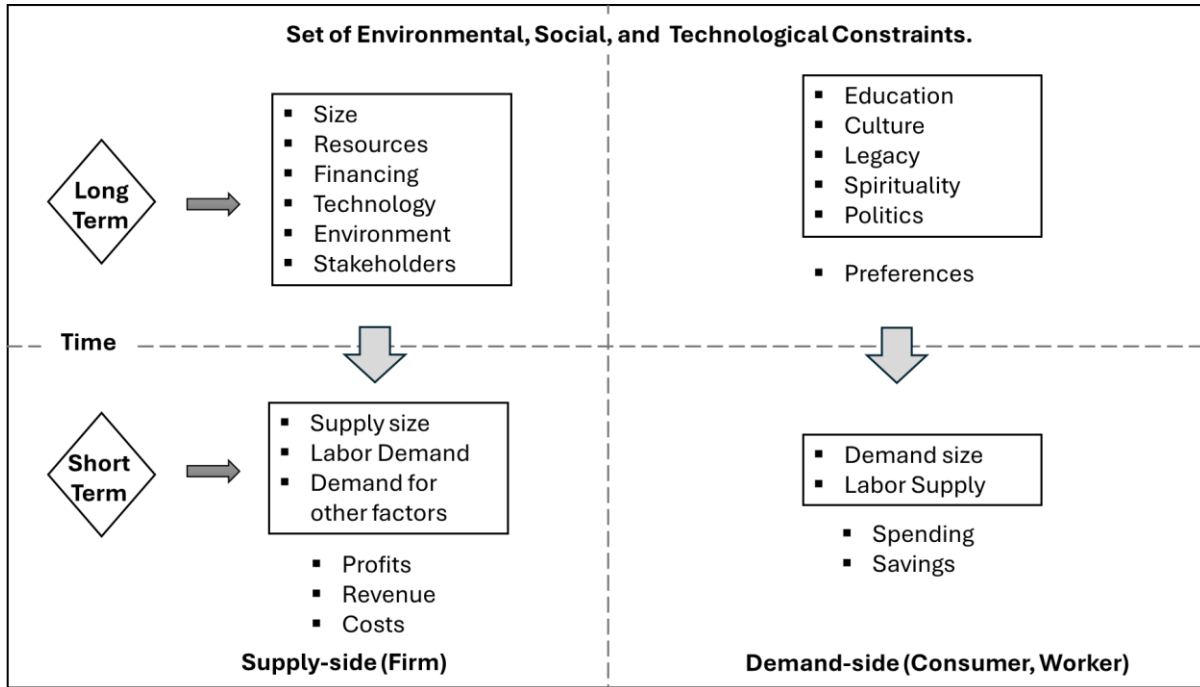 Set of Environmental, Social, and Technological Constraints.
Long
Term
▪ Size
▪ Resources
▪ Financing
▪ Technology
▪ Environment
▪ Stakeholders
▪ Education
▪ Culture
▪ Legacy
▪ Spirituality
▪ Politics
▪ Preferences
Time
Short
Term
▪ Supply size
▪ Labor Demand
▪ Demand for
other factors
▪ Profits
▪ Revenue
▪ Costs
▪ Demand size
▪ Labor Supply
▪ Spending
▪ Savings
Supply-side (Firm)
Demand-side (Consumer, Worker)